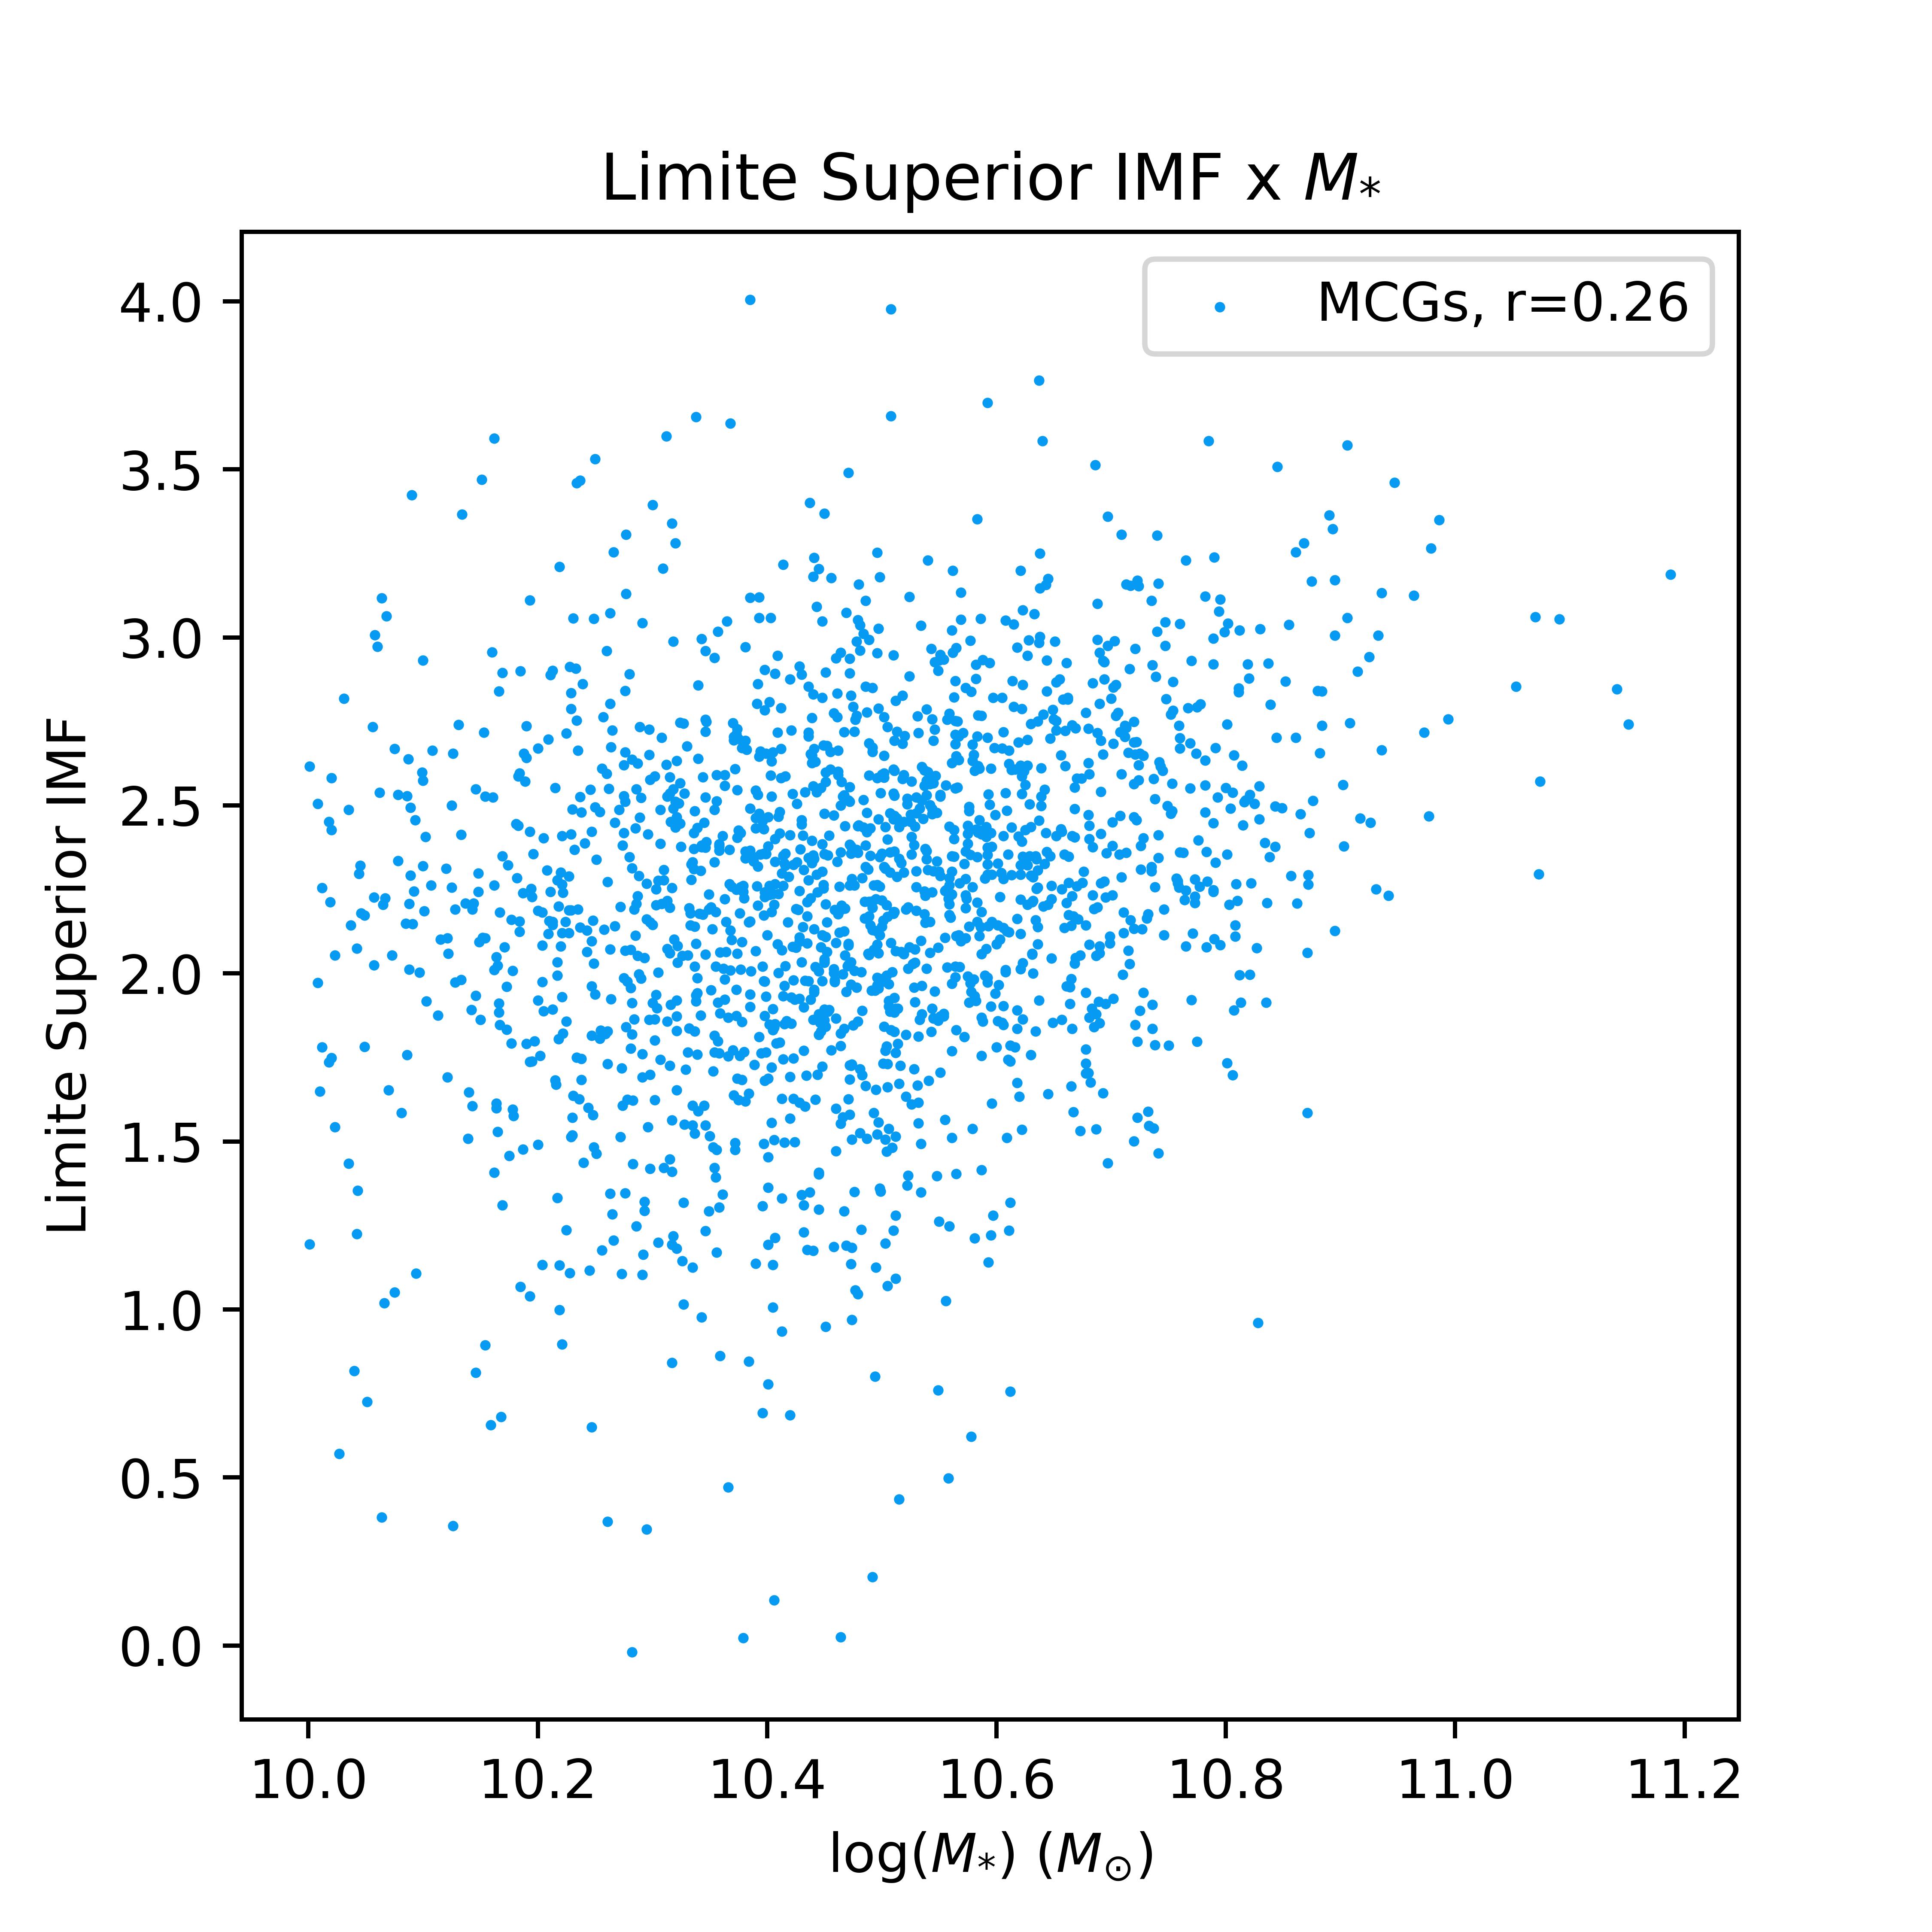 Limite Superior IMF x M*
MCGs, r=0.26
Limite Superior IMF
4.0
3.5
3.0
2.5
2.0
1.5
1.0
0.5
0.0
10.0 10.2 10.4 10.6 10.8 11.0 11.2
log(M*) (M⊙)